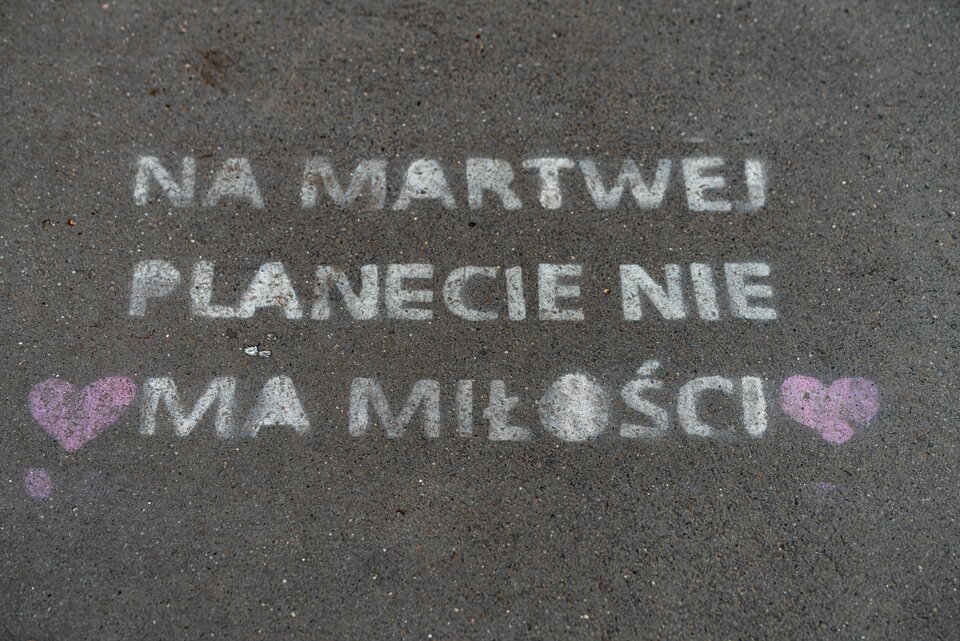 NA MARTWEJ
PLANECIE NIE
MA MIŁOŚCI